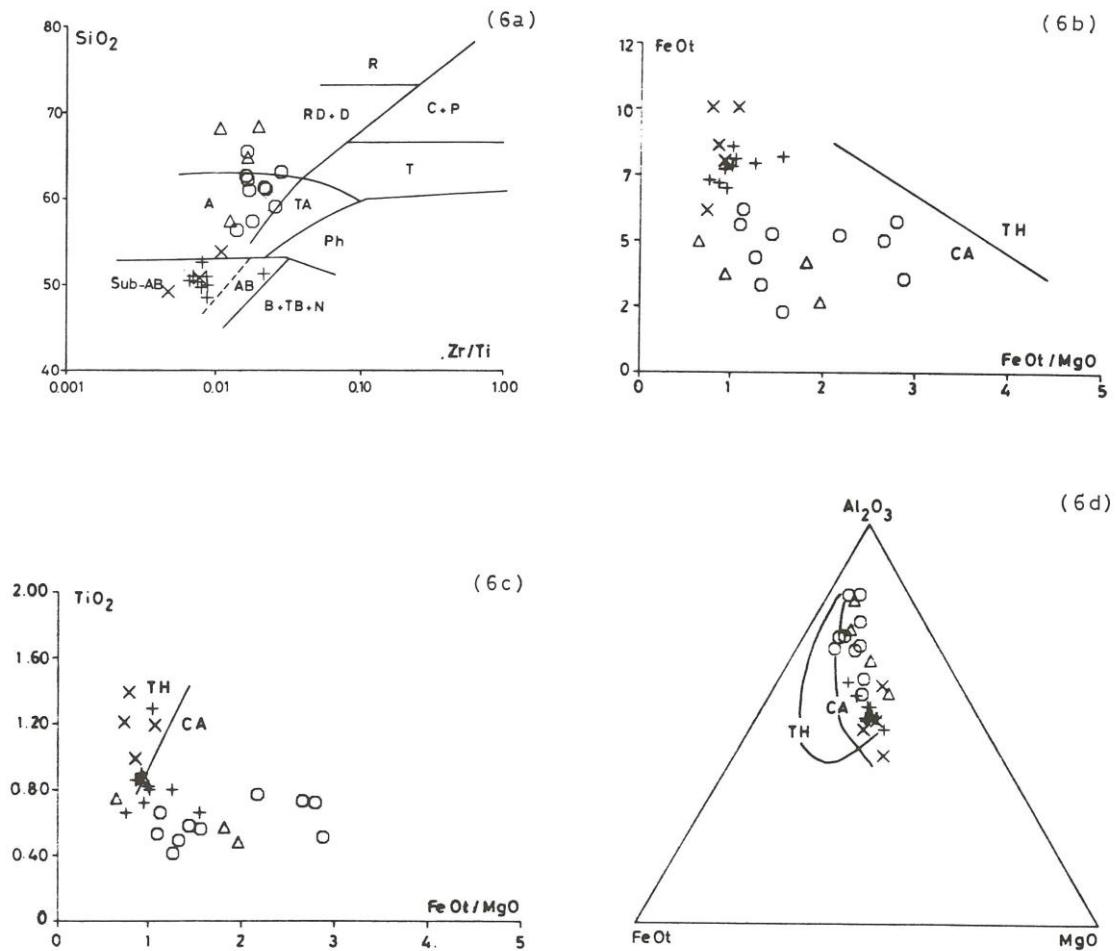 (6a)
SiO₂
80
70
60
50
40
R
RD+D
C+P
T
A
TA
Ph
Sub-AB
AB
B+TB+N
Zr/Ti
0.001
0.01
0.10
1.00
(6b)
FeOt
12
10
7
5
2
0
TH
CA
FeOt/MgO
0
1
2
3
4
5
(6c)
TiO₂
2.00
1.60
1.20
0.80
0.40
0
TH
CA
FeOt/MgO
0
1
2
3
4
5
(6d)
Al₂O₃
CA
TH
FeOt
MgO